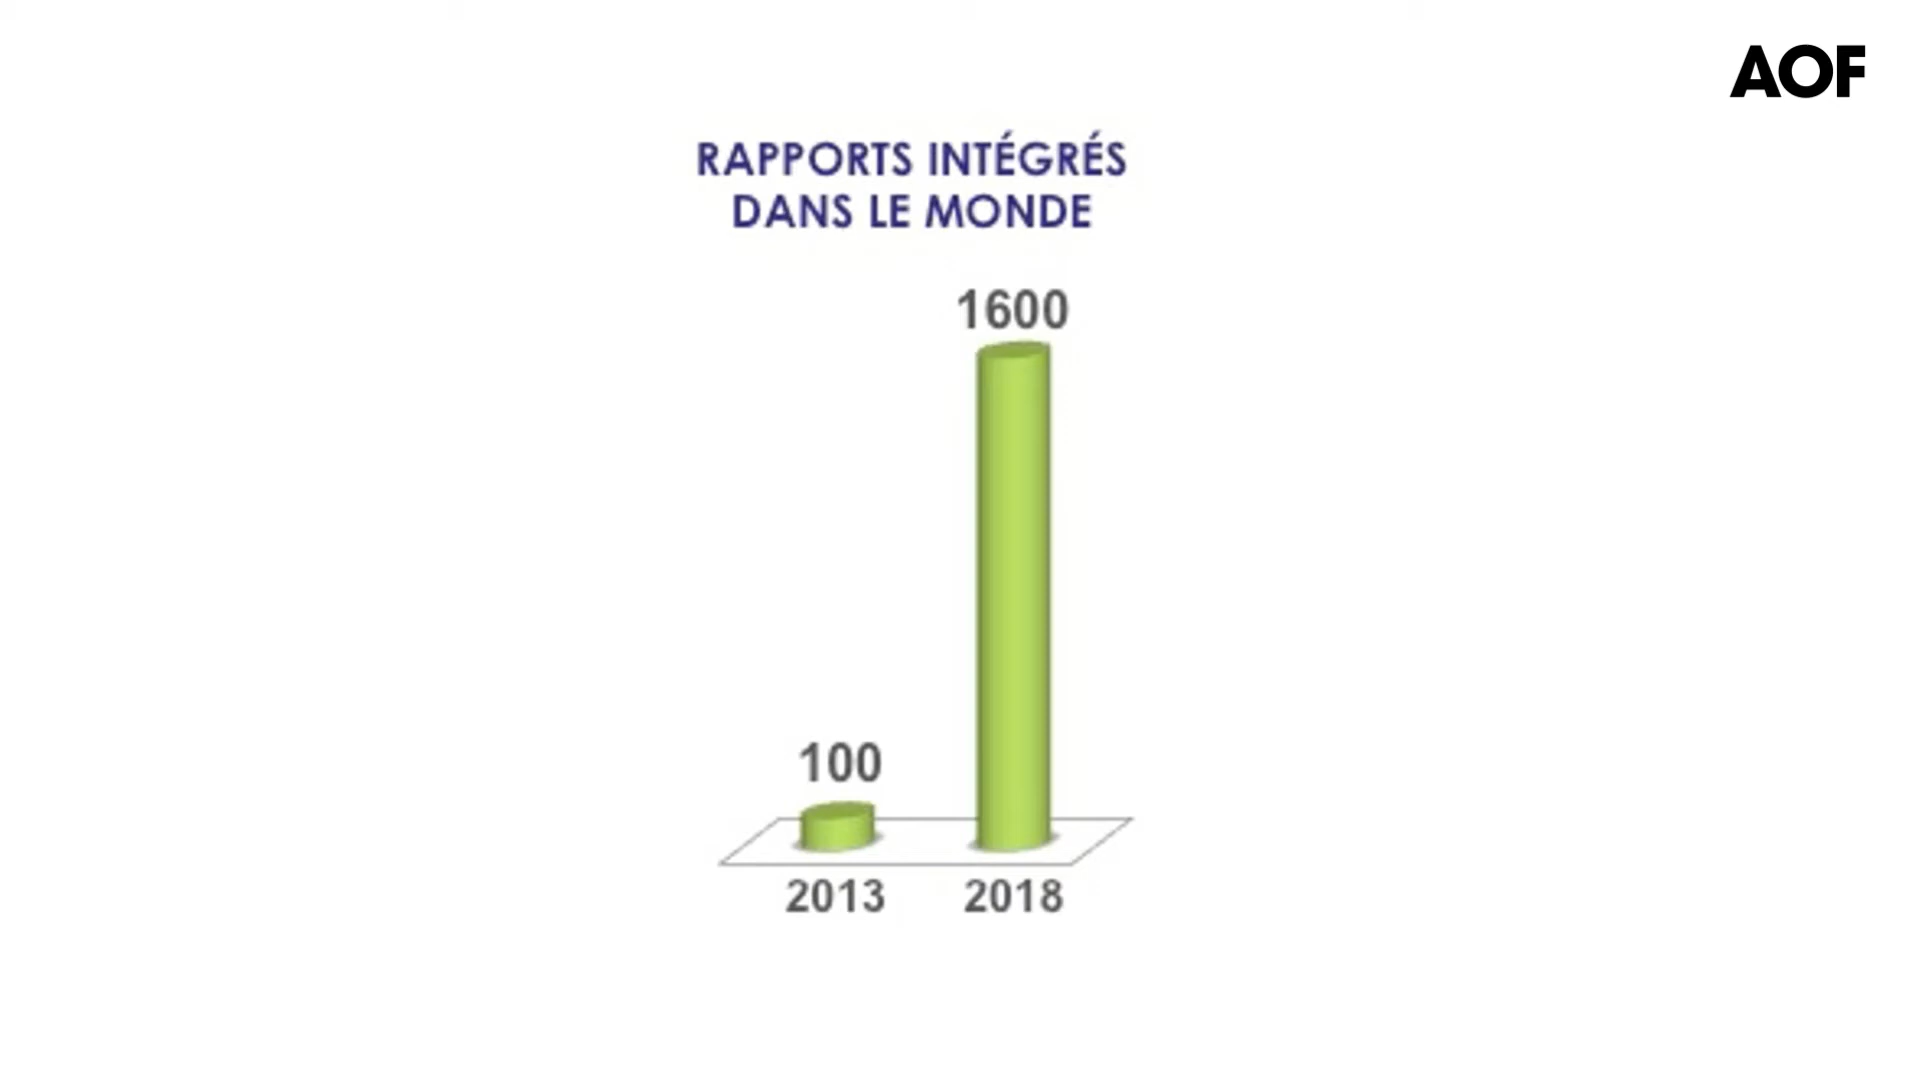 AOF
RAPPORTS INTÉGRÉS
DANS LE MONDE
1600
100
2013
2018